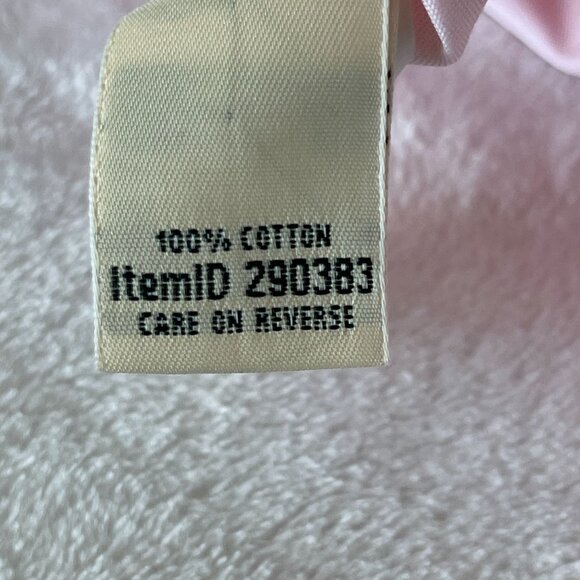 100% COTTON
ItemID 290383
CARE ON REVERSE